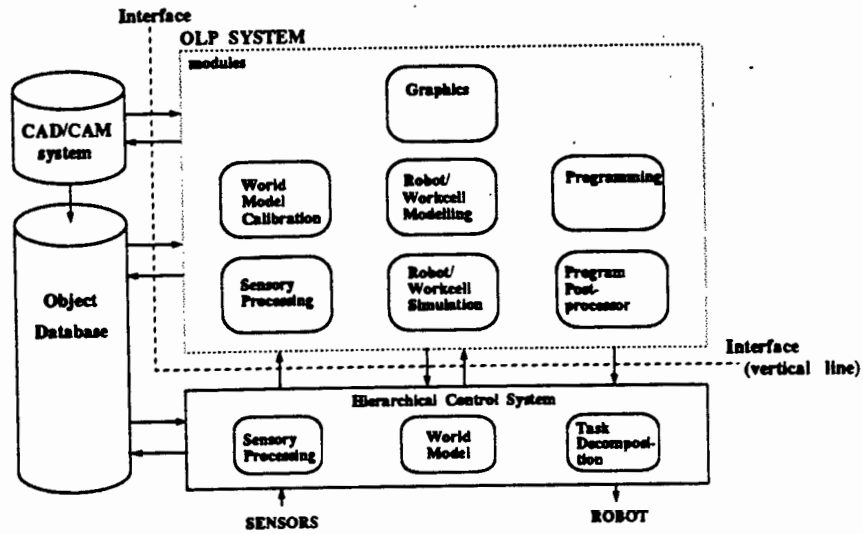 Interface
OLP SYSTEM
modules
Graphics
CAD/CAM
system
World
Model
Calibration
Robot/
Workcell
Modelling
Programming
Object
Database
Sensory
Processing
Robot/
Workcell
Simulation
Program
Post-
processor
Interface
(vertical line)
Hierarchical Control System
Sensory
Processing
World
Model
Task
Decomposi-
tion
SENSORS
ROBOT